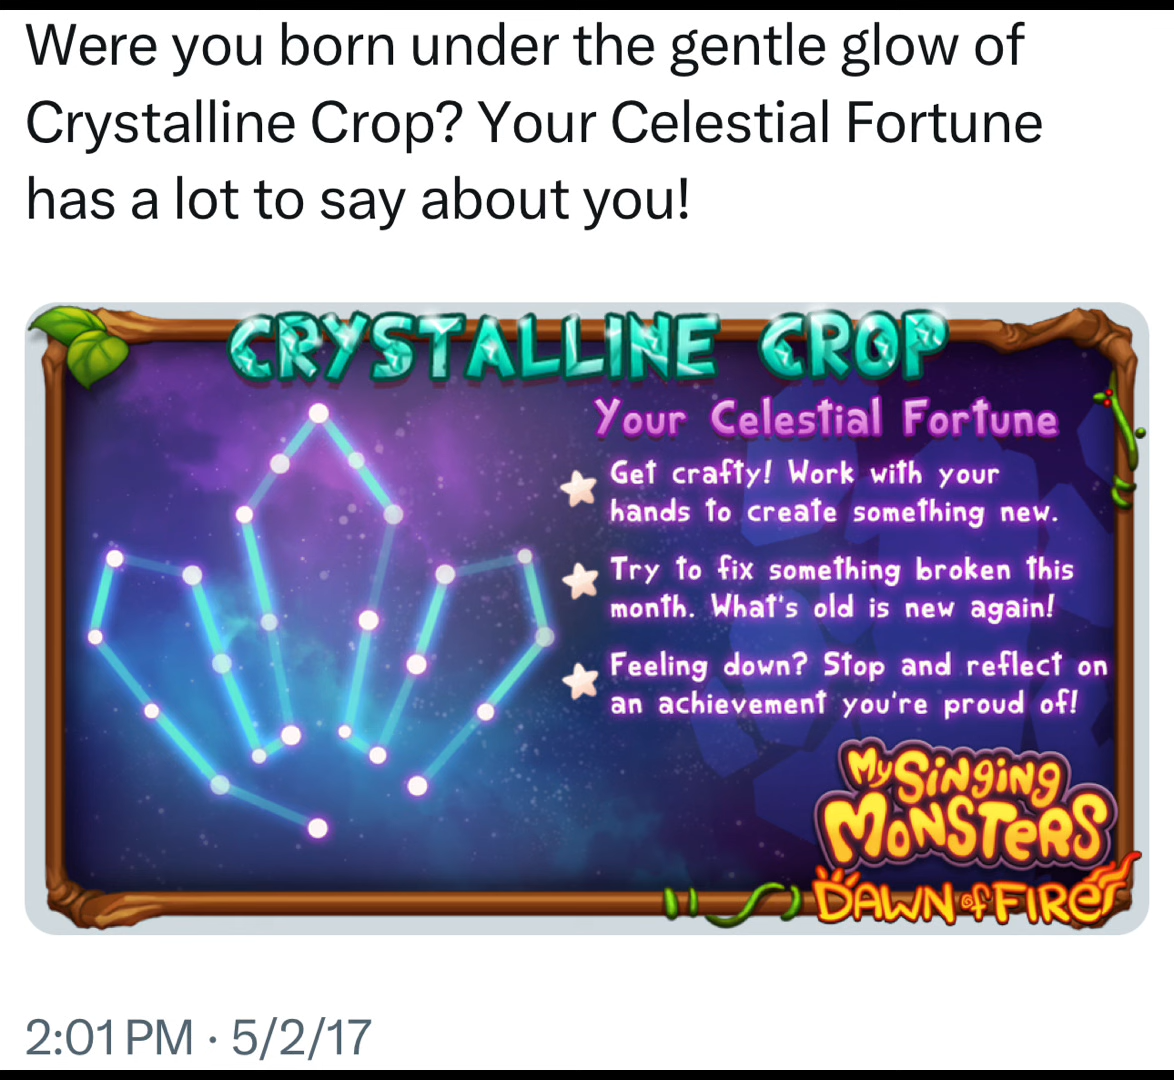 Were you born under the gentle glow of
Crystalline Crop? Your Celestial Fortune
has a lot to say about you!
CRYSTALLINE CROP
Your Celestial Fortune
Get crafty! Work with your
hands to create something new.
Try to fix something broken this
month. What's old is new again!
Feeling down? Stop and reflect on
an achievement you're proud of!
My Singing
Monsters
Dawn of Fire
2:01 PM · 5/2/17